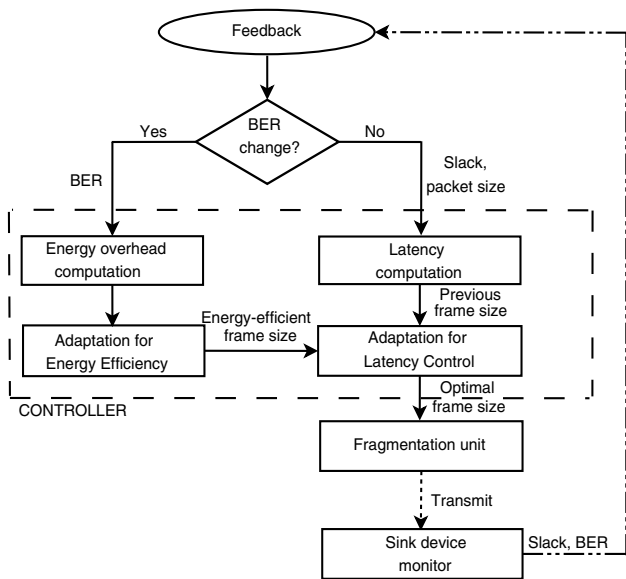 Feedback
BER
change?
Yes
No
BER
Slack,
packet size
Energy overhead
computation
Latency
computation
Previous
frame size
Energy-efficient
frame size
Adaptation for
Energy Efficiency
Adaptation for
Latency Control
CONTROLLER
Optimal
frame size
Fragmentation unit
Transmit
Sink device
monitor
Slack, BER